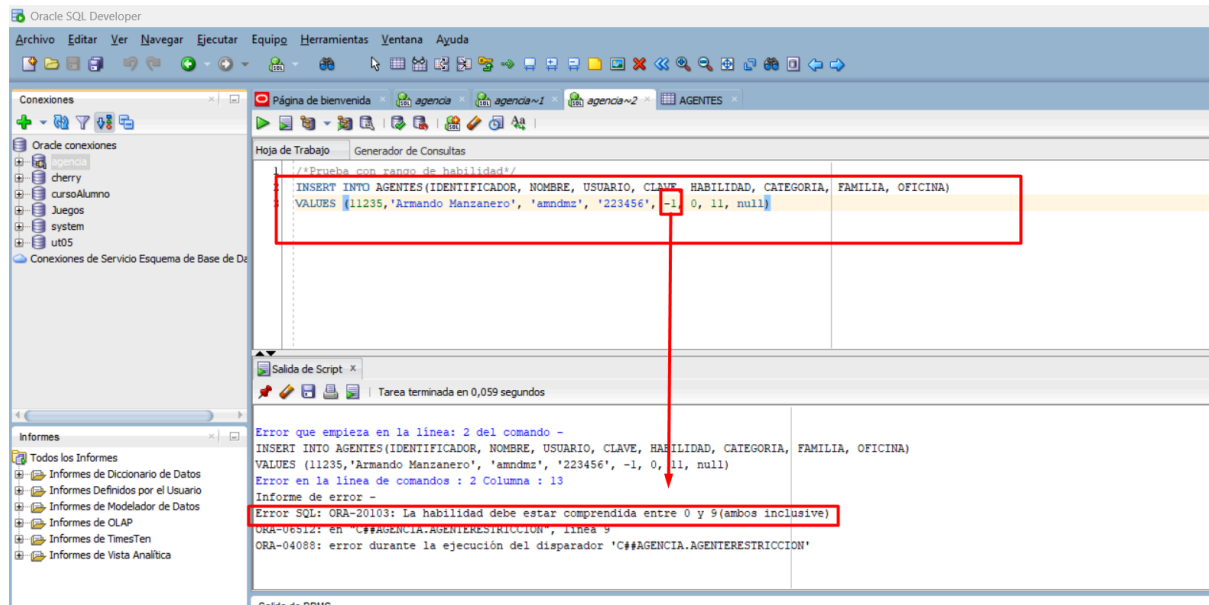 Oracle SQL Developer
Archivo Editar Ver Navegar Ejecutar Equipo Herramientas Ventana Ayuda
Conexiones
Oracle conexiones
agencia
cherry
cursoAlumno
Juegos
system
ut05
Conexiones de Servicio Esquema de Base de Da
Página de bienvenida agencia agencia~1 agencia~2 AGENTES
Hoja de Trabajo Generador de Consultas
1 /*Prueba con rango de habilidad*/
2 INSERT INTO AGENTES(IDENTIFICADOR, NOMBRE, USUARIO, CLAVE, HABILIDAD, CATEGORIA, FAMILIA, OFICINA)
3 VALUES (11235,'Armando Manzanero', 'amndmz', '223456', -1, 0, 11, null)
Salida de Script
Tarea terminada en 0,059 segundos
Error que empieza en la línea: 2 del comando -
INSERT INTO AGENTES(IDENTIFICADOR, NOMBRE, USUARIO, CLAVE, HABILIDAD, CATEGORIA, FAMILIA, OFICINA)
VALUES (11235,'Armando Manzanero', 'amndmz', '223456', -1, 0, 11, null)
Error en la línea de comandos : 2 Columna : 13
Informe de error -
Error SQL: ORA-20103: La habilidad debe estar comprendida entre 0 y 9(ambos inclusive)
ORA-06512: en "C##AGENCIA.AGENTERESTRICCION", línea 9
ORA-04088: error durante la ejecución del disparador 'C##AGENCIA.AGENTERESTRICCION'
Informes
Todos los Informes
Informes de Diccionario de Datos
Informes Definidos por el Usuario
Informes de Modelador de Datos
Informes de OLAP
Informes de TimesTen
Informes de Vista Analítica
Salida de DBMS